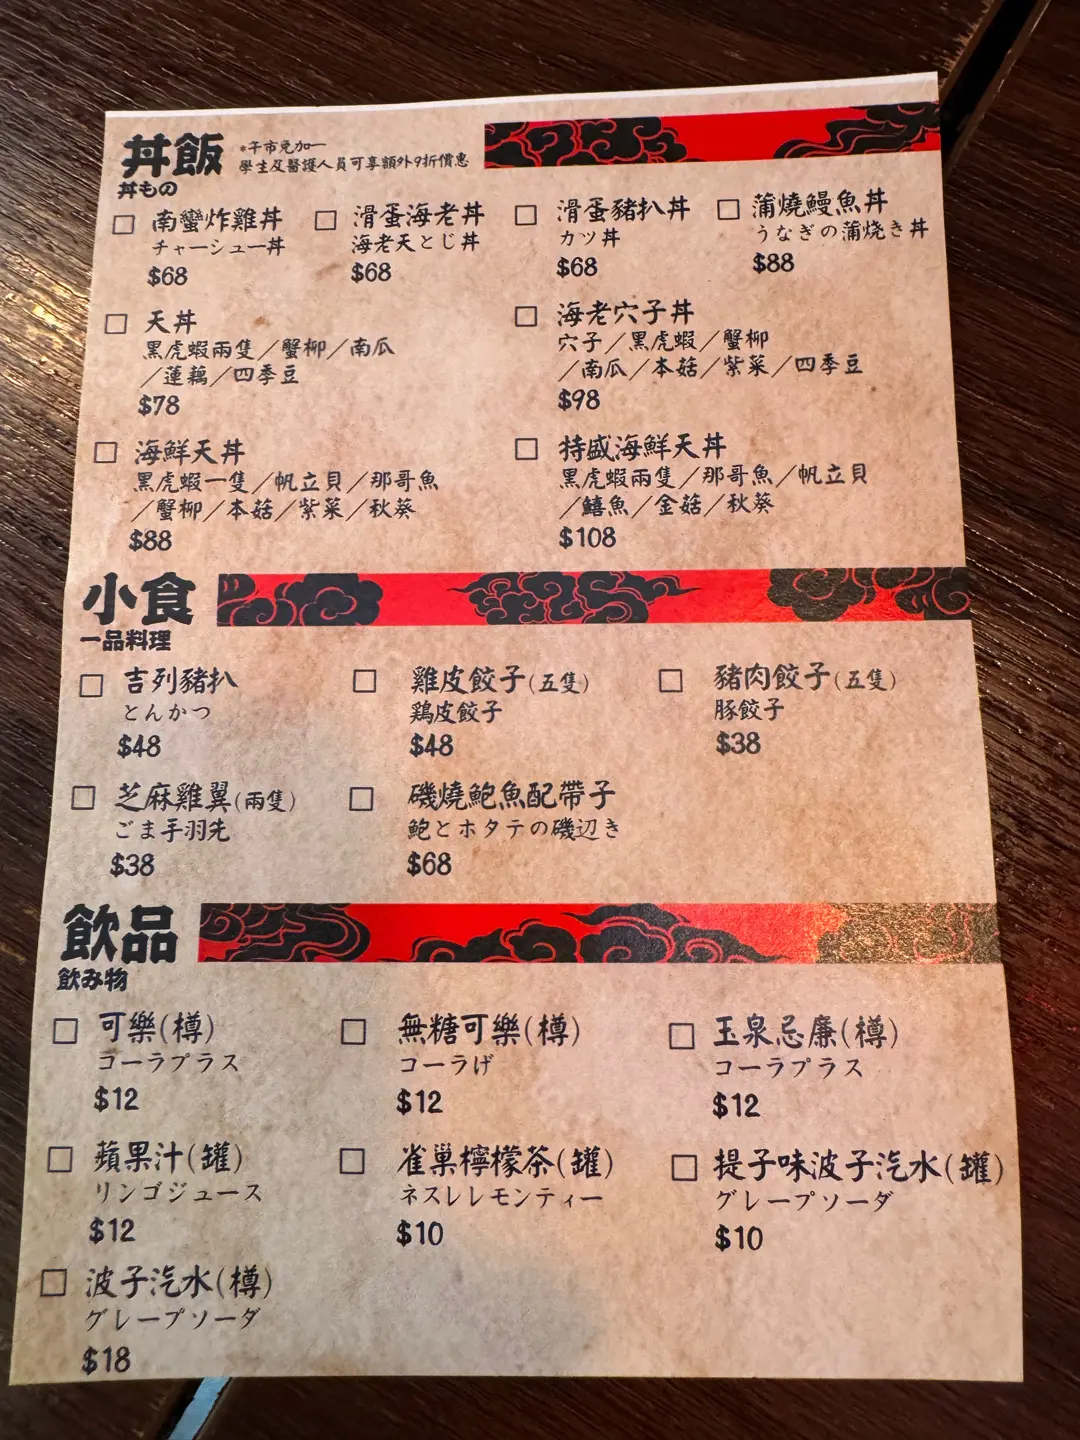 丼飯
*午市免加一
學生及醫護人員可享額外9折價惠
丼もの
南蠻炸雞丼
チャーシュー丼
$68
滑蛋海老丼
海老天とじ丼
$68
滑蛋豬扒丼
カツ丼
$68
蒲燒鰻魚丼
うなぎの蒲焼き丼
$88
天丼
黑虎蝦兩隻／蟹柳／南瓜
／蓮藕／四季豆
$78
海老穴子丼
穴子／黑虎蝦／蟹柳
／南瓜／本菇／紫菜／四季豆
$98
海鮮天丼
黑虎蝦一隻／帆立貝／那哥魚
／蟹柳／本菇／紫菜／秋葵
$88
特盛海鮮天丼
黑虎蝦兩隻／那哥魚／帆立貝
／鱚魚／金菇／秋葵
$108
小食
一品料理
吉列豬扒
とんかつ
$48
雞皮餃子(五隻)
鶏皮餃子
$48
豬肉餃子(五隻)
豚餃子
$38
芝麻雞翼(兩隻)
ごま手羽先
$38
磯燒鮑魚配帶子
鮑とホタテの磯辺き
$68
飲品
飲み物
可樂(樽)
コーラプラス
$12
無糖可樂(樽)
コーラげ
$12
玉泉忌廉(樽)
コーラプラス
$12
蘋果汁(罐)
リンゴジュース
$12
雀巢檸檬茶(罐)
ネスレレモンティー
$10
提子味波子汽水(罐)
グレープソーダ
$10
波子汽水(樽)
グレープソーダ
$18